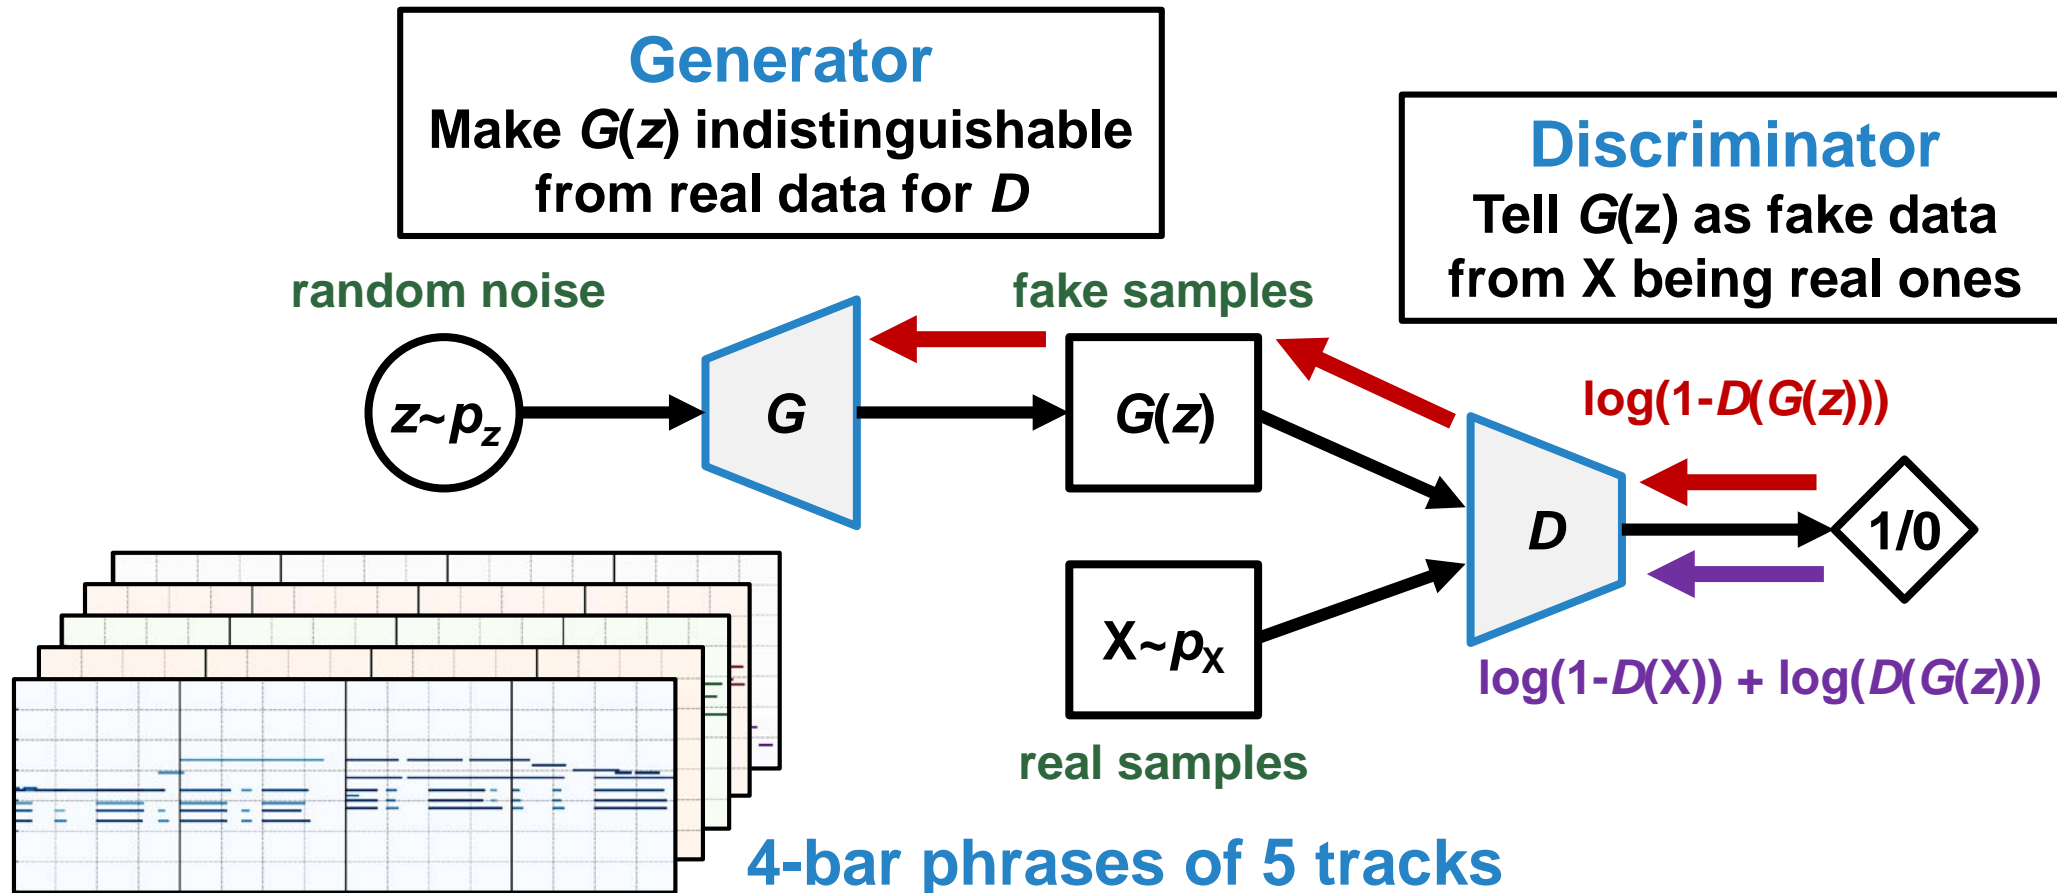 Generator
Make G(z) indistinguishable
from real data for D
Discriminator
Tell G(z) as fake data
from X being real ones
random noise
fake samples
z~pz
G
G(z)
log(1-D(G(z)))
D
1/0
X~pX
log(1-D(X)) + log(D(G(z)))
real samples
4-bar phrases of 5 tracks